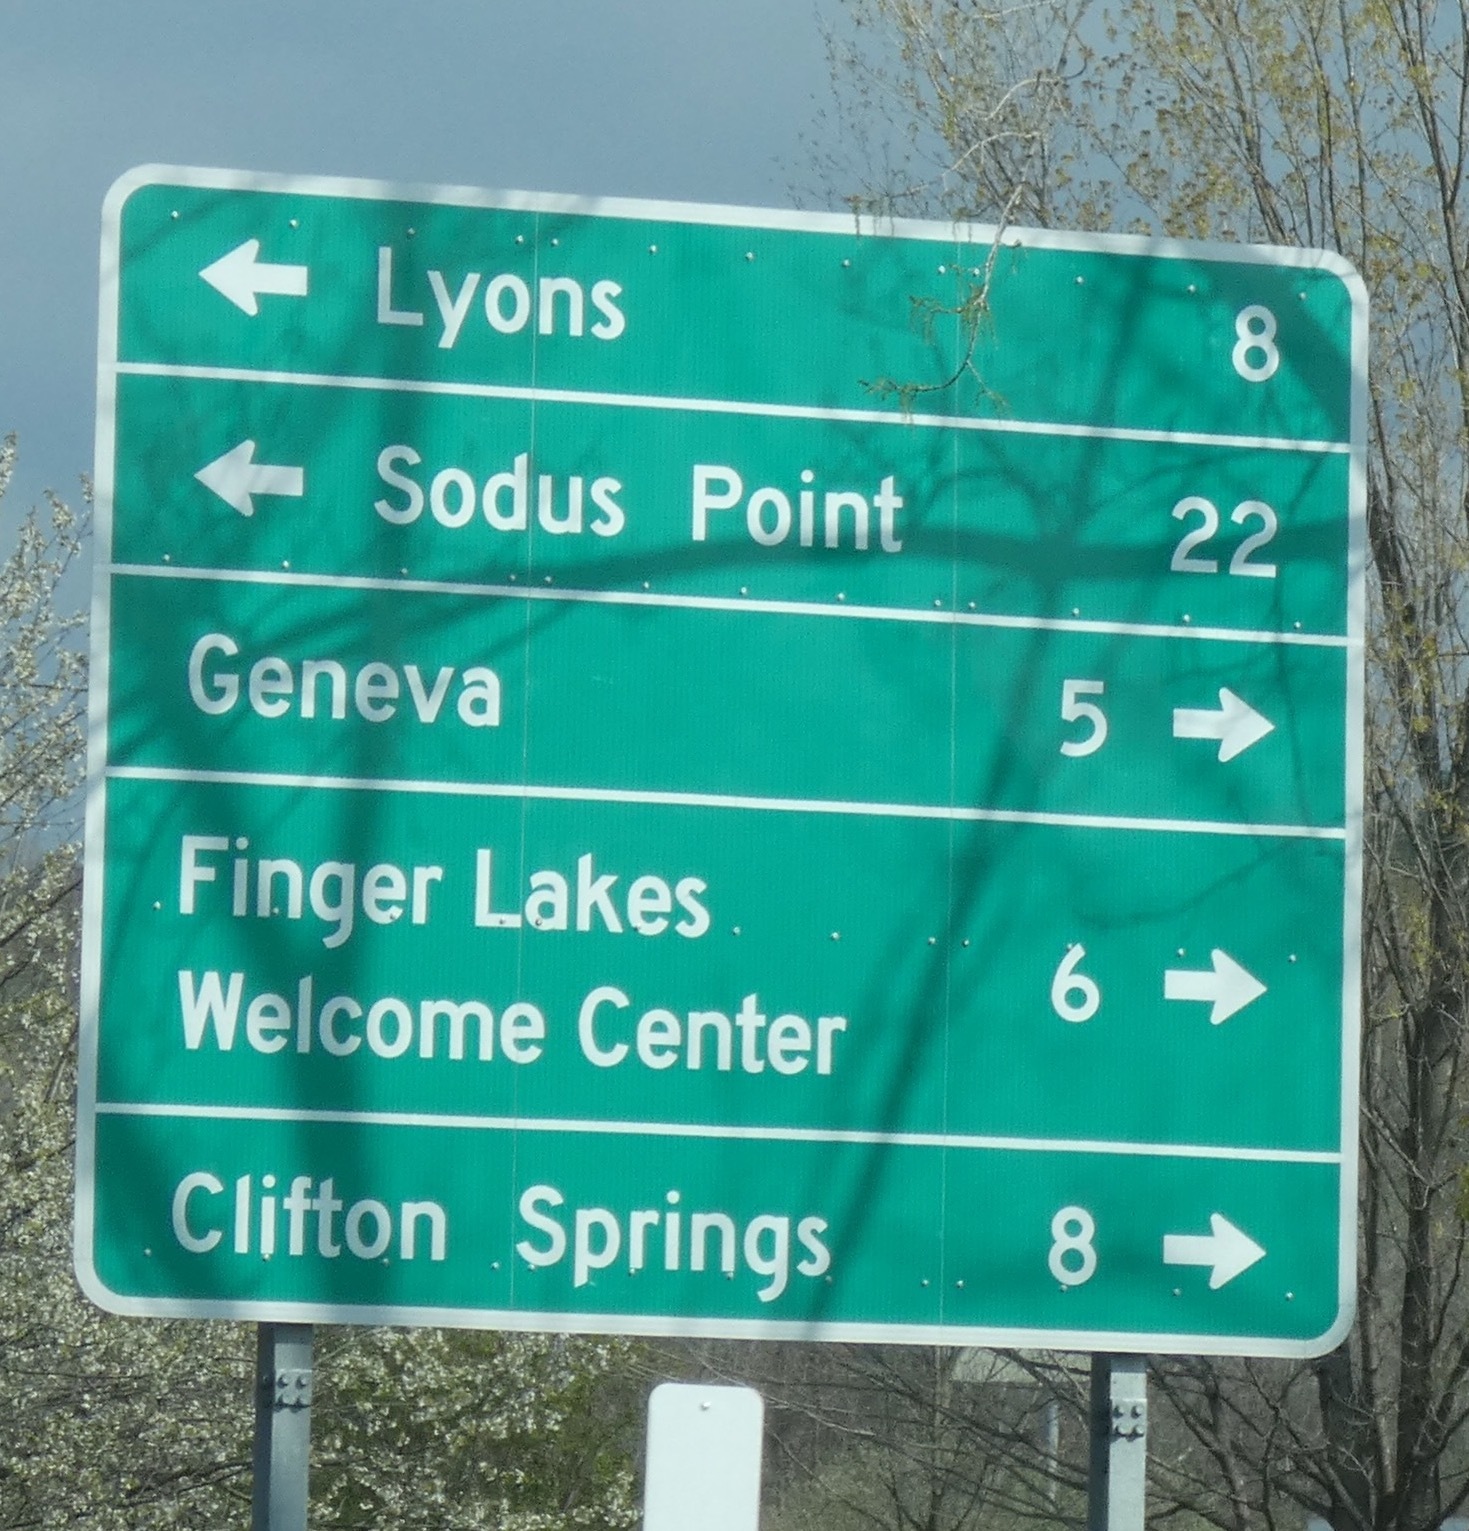 ← Lyons 8
← Sodus Point 22
Geneva 5 →
Finger Lakes
Welcome Center 6 →
Clifton Springs 8 →